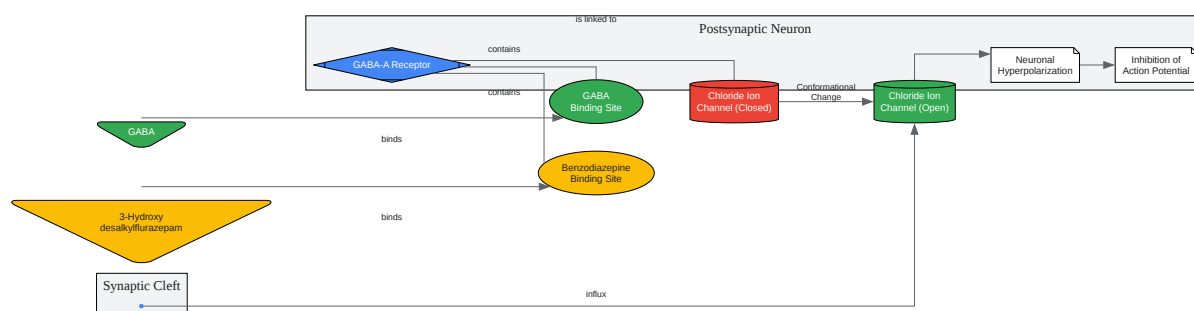 is linked to
Postsynaptic Neuron
contains
GABA-A Receptor
Neuronal
Hyperpolarization
Inhibition of
Action Potential
contains
GABA
Binding Site
Chloride Ion
Channel (Closed)
Conformational
Change
Chloride Ion
Channel (Open)
GABA
binds
Benzodiazepine
Binding Site
3-Hydroxy
desalkylflurazepam
binds
Synaptic Cleft
influx